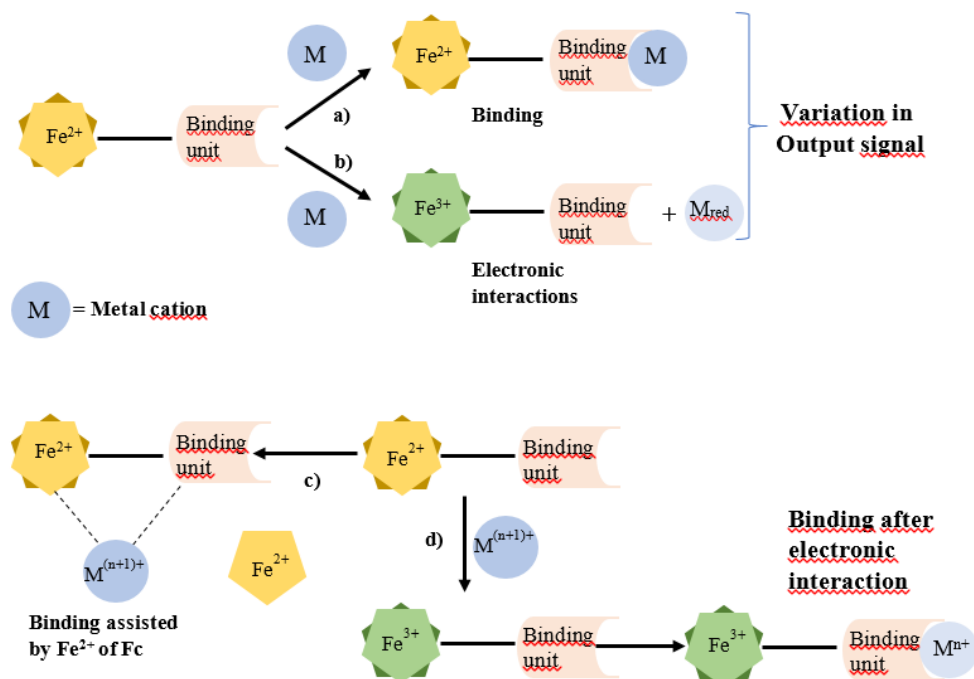 M
Fe2+
Binding
unit
M
Binding
Fe2+
Binding
unit
a)
b)
M
Fe3+
Binding
unit
+
Mred
Electronic
interactions
Variation in
Output signal
M
= Metal cation
Fe2+
Binding
unit
c)
Fe2+
Binding
unit
M(n+1)+
Binding assisted
by Fe2+ of Fc
Fe2+
d)
M(n+1)+
Binding after
electronic
interaction
Fe3+
Binding
unit
Fe3+
Binding
unit
Mn+